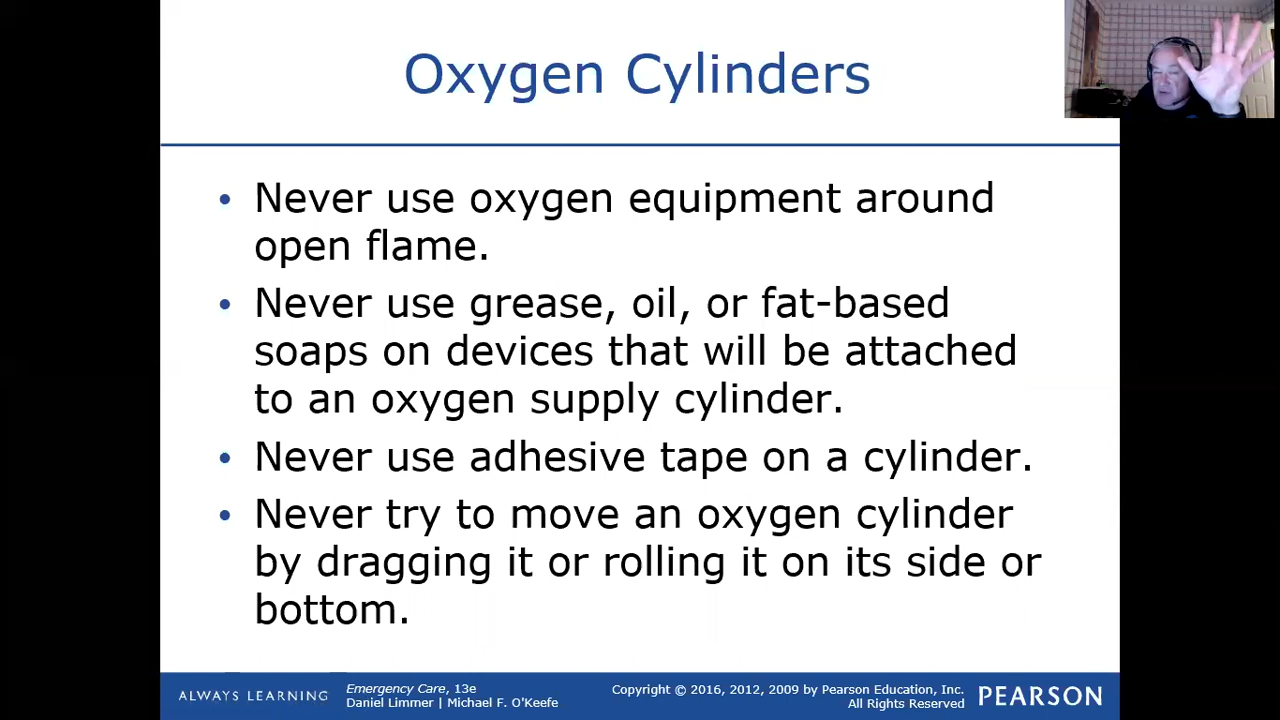 Oxygen Cylinders
• Never use oxygen equipment around
open flame.
• Never use grease, oil, or fat-based
soaps on devices that will be attached
to an oxygen supply cylinder.
• Never use adhesive tape on a cylinder.
• Never try to move an oxygen cylinder
by dragging it or rolling it on its side or
bottom.
ALWAYS LEARNING
Emergency Care, 13e
Daniel Limmer | Michael F. O'Keefe
Copyright © 2016, 2012, 2009 by Pearson Education, Inc.
All Rights Reserved
PEARSON